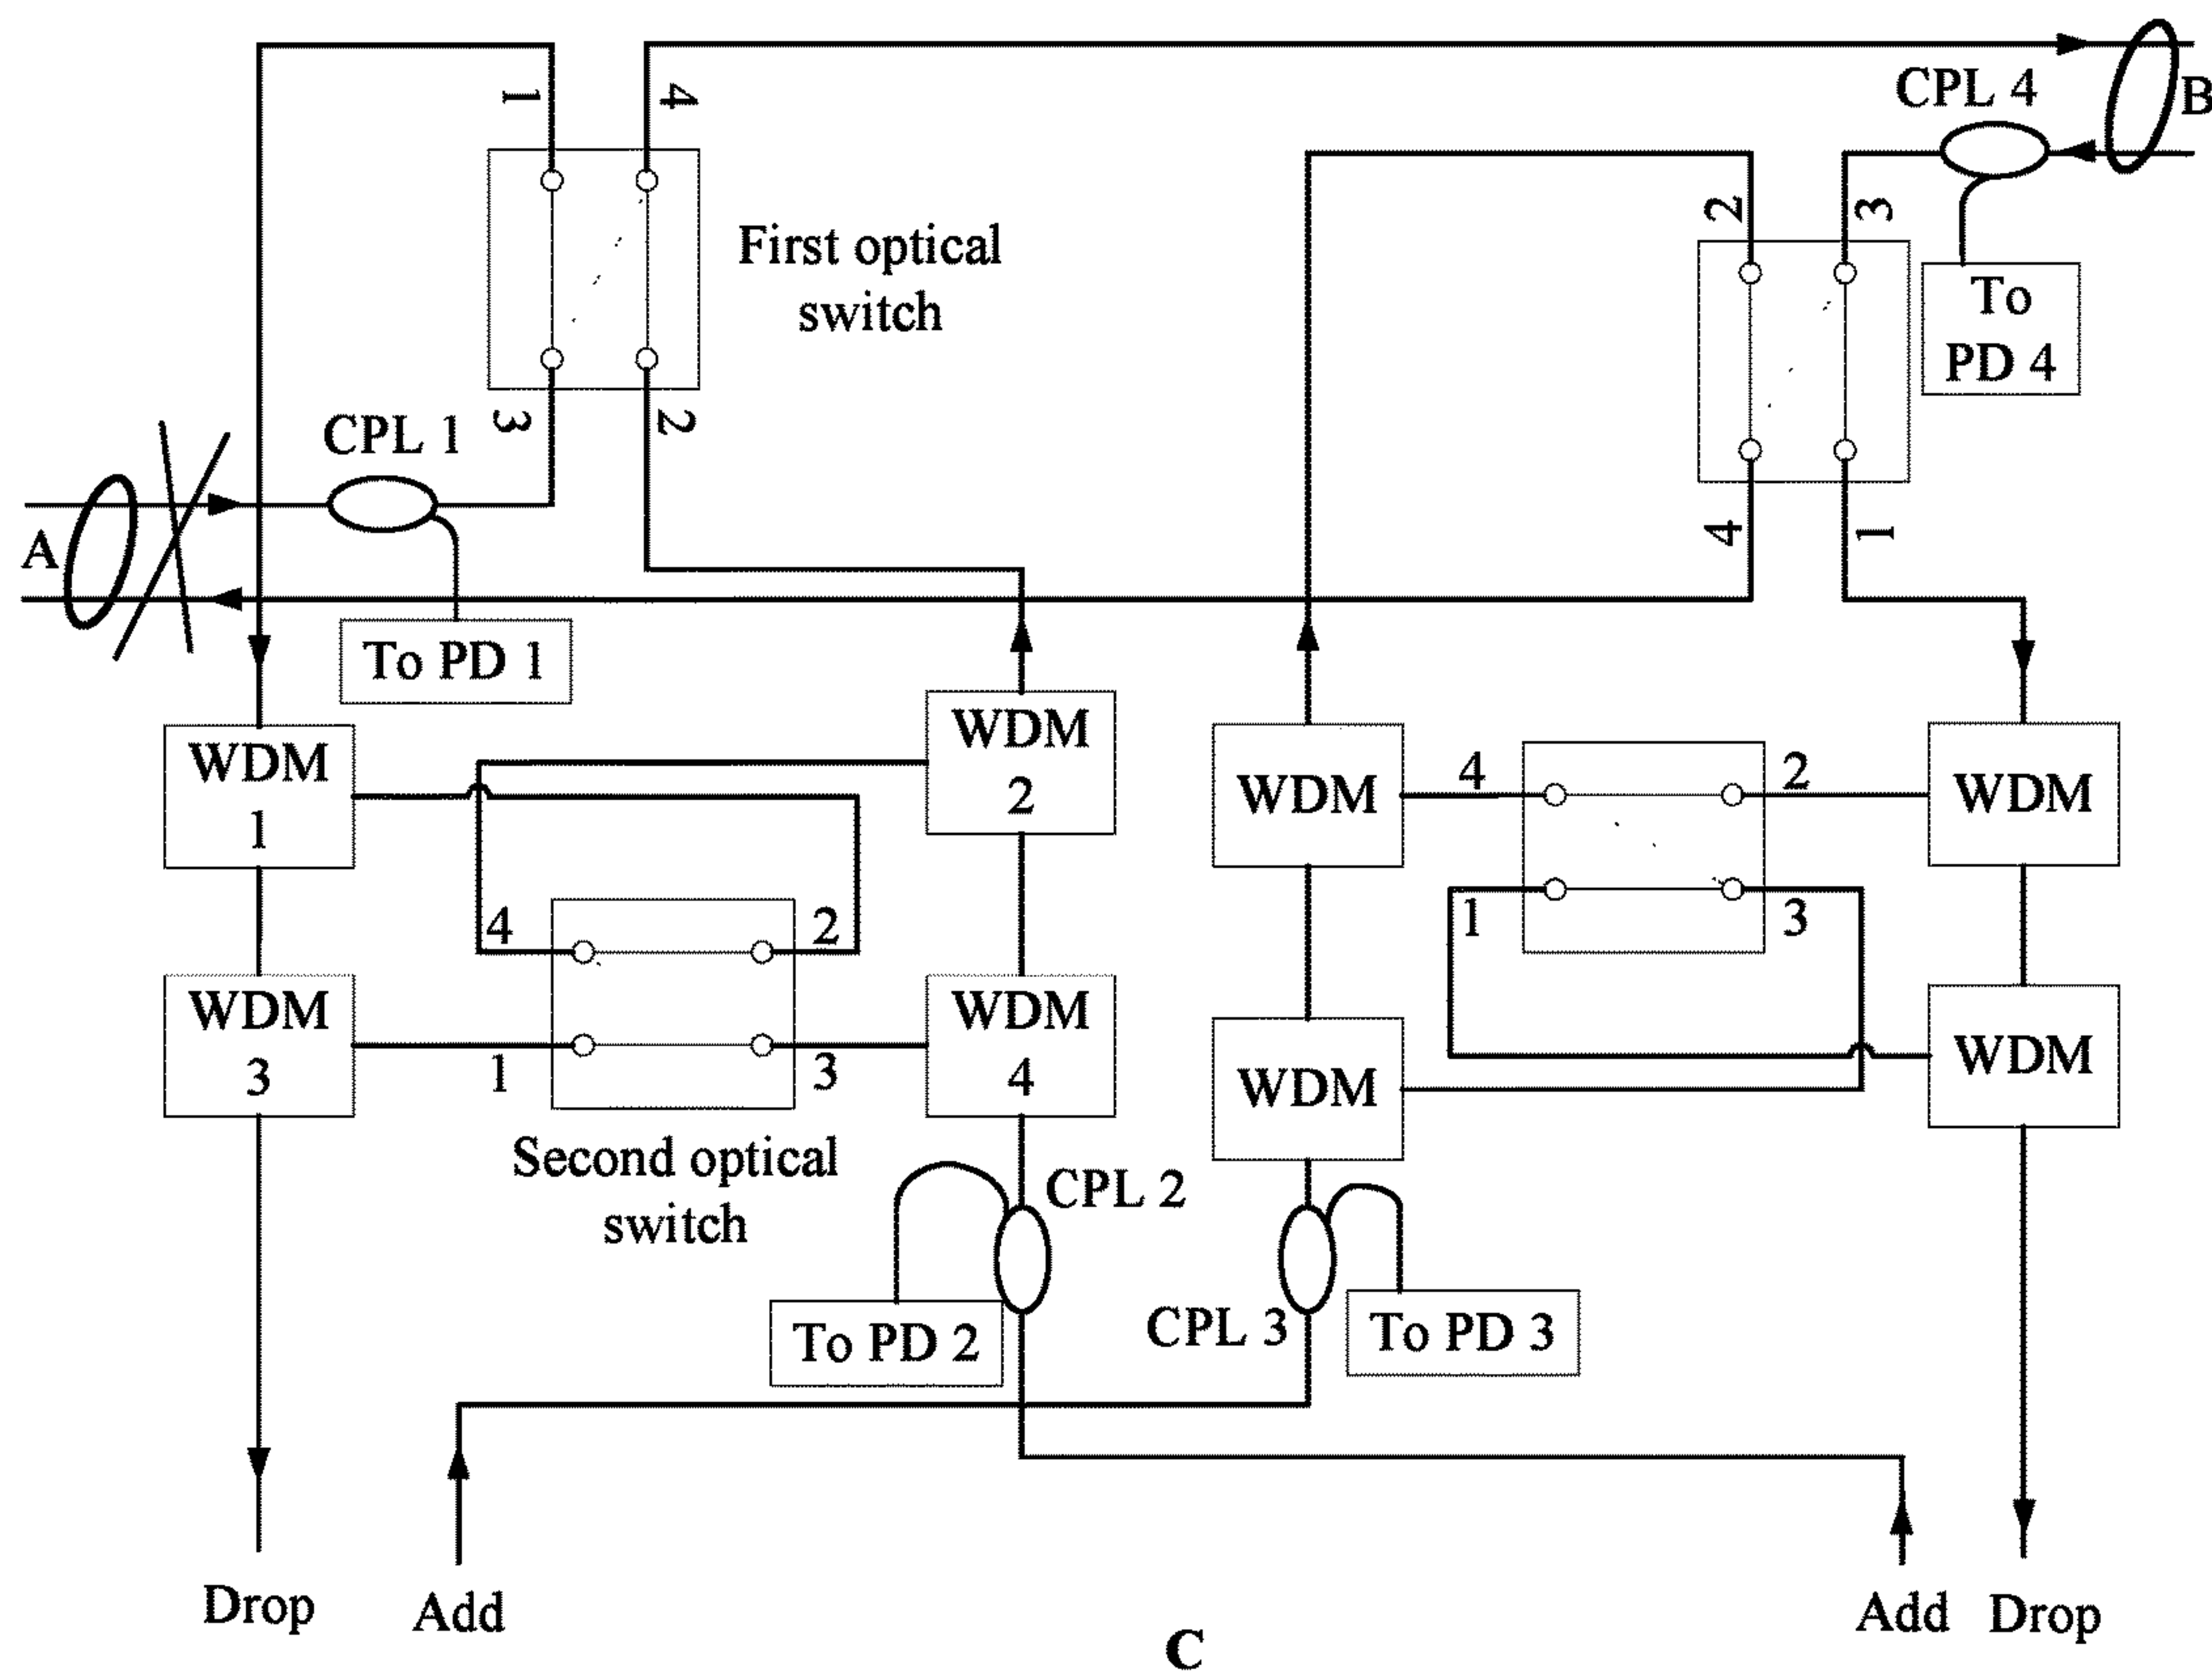 1
4
CPL 4
B
2
3
First optical
switch
To
PD 4
3
2
CPL 1
4
1
A
To PD 1
WDM
1
WDM
2
WDM
4
2
WDM
4
2
1
3
WDM
3
1
3
WDM
4
WDM
WDM
Second optical
switch
CPL 2
To PD 2
CPL 3
To PD 3
Drop
Add
C
Add
Drop